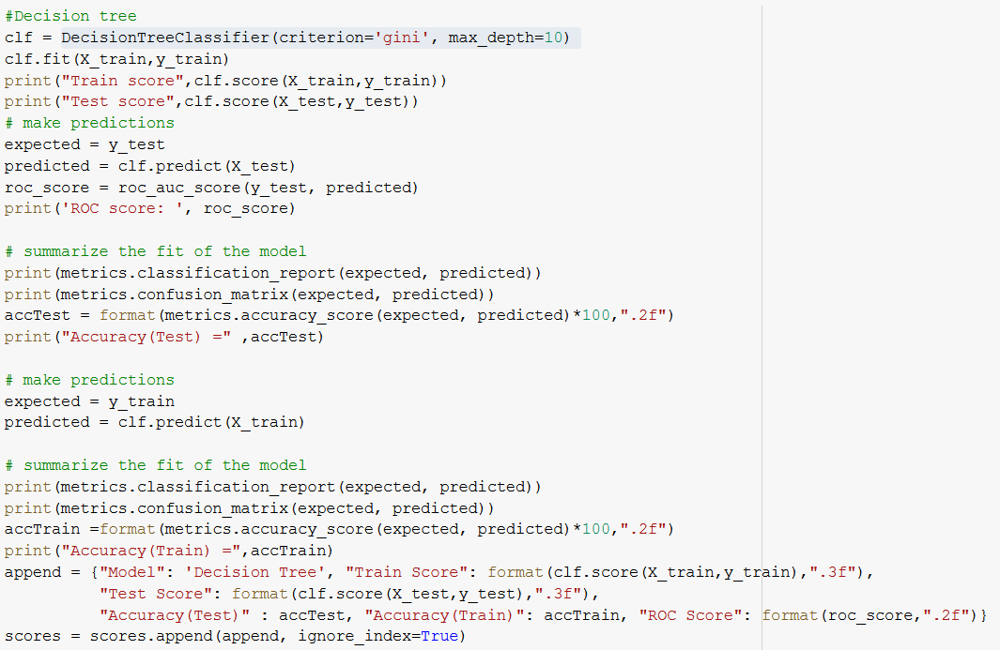 #Decision tree
clf = DecisionTreeClassifier(criterion='gini', max_depth=10)
clf.fit(X_train,y_train)
print("Train score",clf.score(X_train,y_train))
print("Test score",clf.score(X_test,y_test))
# make predictions
expected = y_test
predicted = clf.predict(X_test)
roc_score = roc_auc_score(y_test, predicted)
print('ROC score: ', roc_score)
# summarize the fit of the model
print(metrics.classification_report(expected, predicted))
print(metrics.confusion_matrix(expected, predicted))
accTest = format(metrics.accuracy_score(expected, predicted)*100,".2f")
print("Accuracy(Test) =" ,accTest)
# make predictions
expected = y_train
predicted = clf.predict(X_train)
# summarize the fit of the model
print(metrics.classification_report(expected, predicted))
print(metrics.confusion_matrix(expected, predicted))
accTrain =format(metrics.accuracy_score(expected, predicted)*100,".2f")
print("Accuracy(Train) =",accTrain)
append = {"Model": 'Decision Tree', "Train Score": format(clf.score(X_train,y_train),".3f"),
"Test Score": format(clf.score(X_test,y_test),".3f"),
"Accuracy(Test)" : accTest, "Accuracy(Train)": accTrain, "ROC Score": format(roc_score,".2f")}
scores = scores.append(append, ignore_index=True)